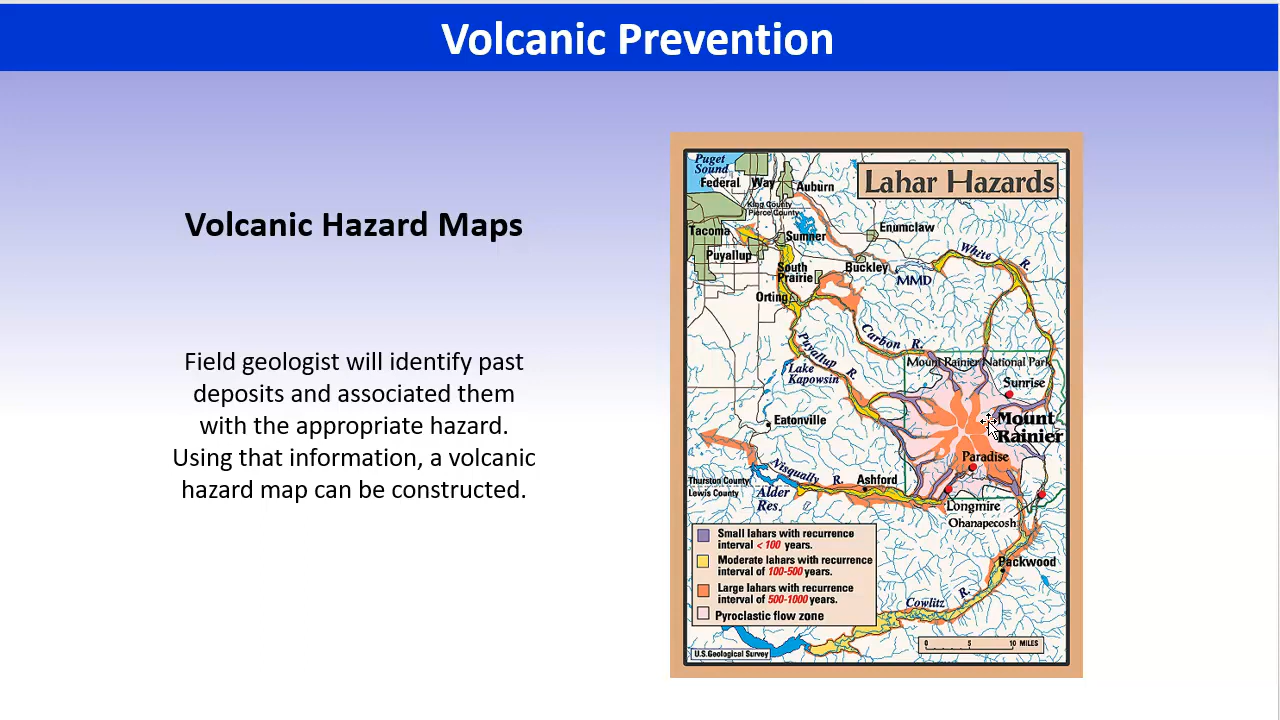 Volcanic Prevention
Volcanic Hazard Maps
Field geologist will identify past
deposits and associated them
with the appropriate hazard.
Using that information, a volcanic
hazard map can be constructed.
Lahar Hazards
Puget
Sound
Federal Way
Auburn
King County
Pierce County
Tacoma
Sumner
Enumclaw
Puyallup
South
Prairie
Buckley
White R.
MMD
Orting
Carbon R.
Puyallup R.
Mount Rainier National Park
Lake
Kapowsin
Sunrise
Eatonville
Mount
Rainier
Paradise
Nisqually R.
Ashford
Thurston County
Lewis County
Alder
Res.
Longmire
Ohanapecosh
Packwood
Cowlitz R.
Small lahars with recurrence
interval < 100 years.
Moderate lahars with recurrence
interval of 100-500 years.
Large lahars with recurrence
interval of 500-1000 years.
Pyroclastic flow zone
0 5 10 MILES
U.S. Geological Survey